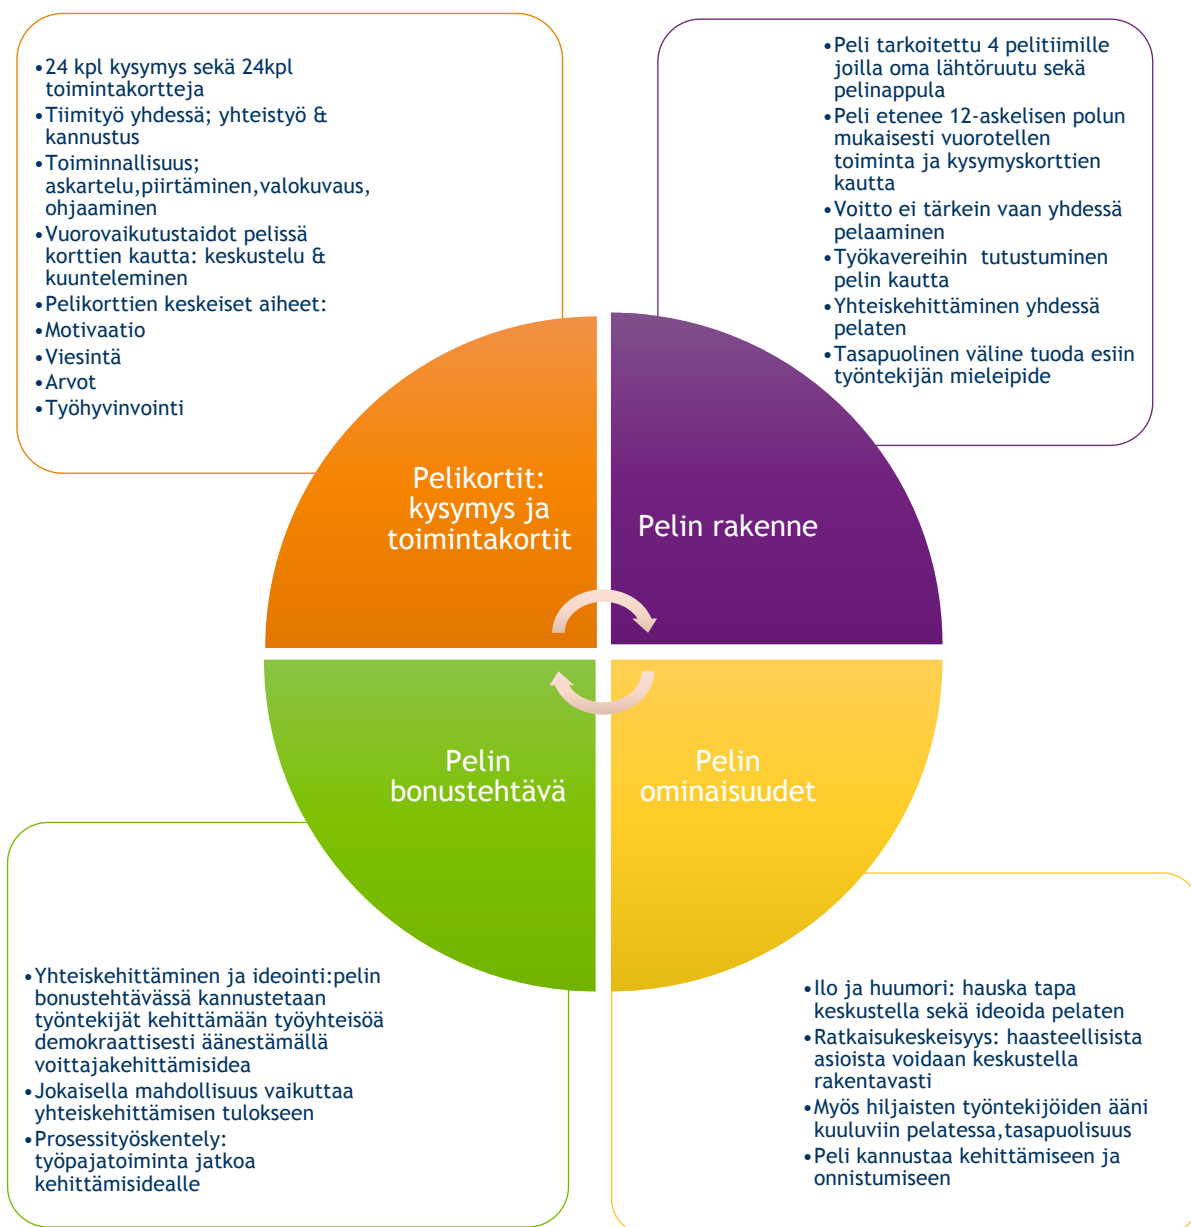 •24 kpl kysymys sekä 24kpl
toimintakortteja
•Tiimityö yhdessä; yhteistyö &
kannustus
•Toiminnallisuus;
askartelu,piirtäminen,valokuvaus,
ohjaaminen
•Vuorovaikutustaidot pelissä
korttien kautta: keskustelu &
kuunteleminen
•Pelikorttien keskeiset aiheet:
•Motivaatio
•Viesintä
•Arvot
•Työhyvinvointi
•Peli tarkoitettu 4 pelitiimille
joilla oma lähtöruutu sekä
pelinappula
•Peli etenee 12-askelisen polun
mukaisesti vuorotellen
toiminta ja kysymyskorttien
kautta
•Voitto ei tärkein vaan yhdessä
pelaaminen
•Työkavereihin tutustuminen
pelin kautta
•Yhteiskehittäminen yhdessä
pelaten
•Tasapuolinen väline tuoda esiin
työntekijän mieleipide
Pelikortit:
kysymys ja
toimintakortit
Pelin rakenne
Pelin
bonustehtävä
Pelin
ominaisuudet
•Yhteiskehittäminen ja ideointi:pelin
bonustehtävässä kannustetaan
työntekijät kehittämään työyhteisöä
demokraattisesti äänestämällä
voittajakehittämisidea
•Jokaisella mahdollisuus vaikuttaa
yhteiskehittämisen tulokseen
•Prosessityöskentely:
työpajatoiminta jatkoa
kehittämisidealle
•Ilo ja huumori: hauska tapa
keskustella sekä ideoida pelaten
•Ratkaisukeskeisyys: haasteellisista
asioista voidaan keskustella
rakentavasti
•Myös hiljaisten työntekijöiden ääni
kuuluviin pelatessa,tasapuolisuus
•Peli kannustaa kehittämiseen ja
onnistumiseen